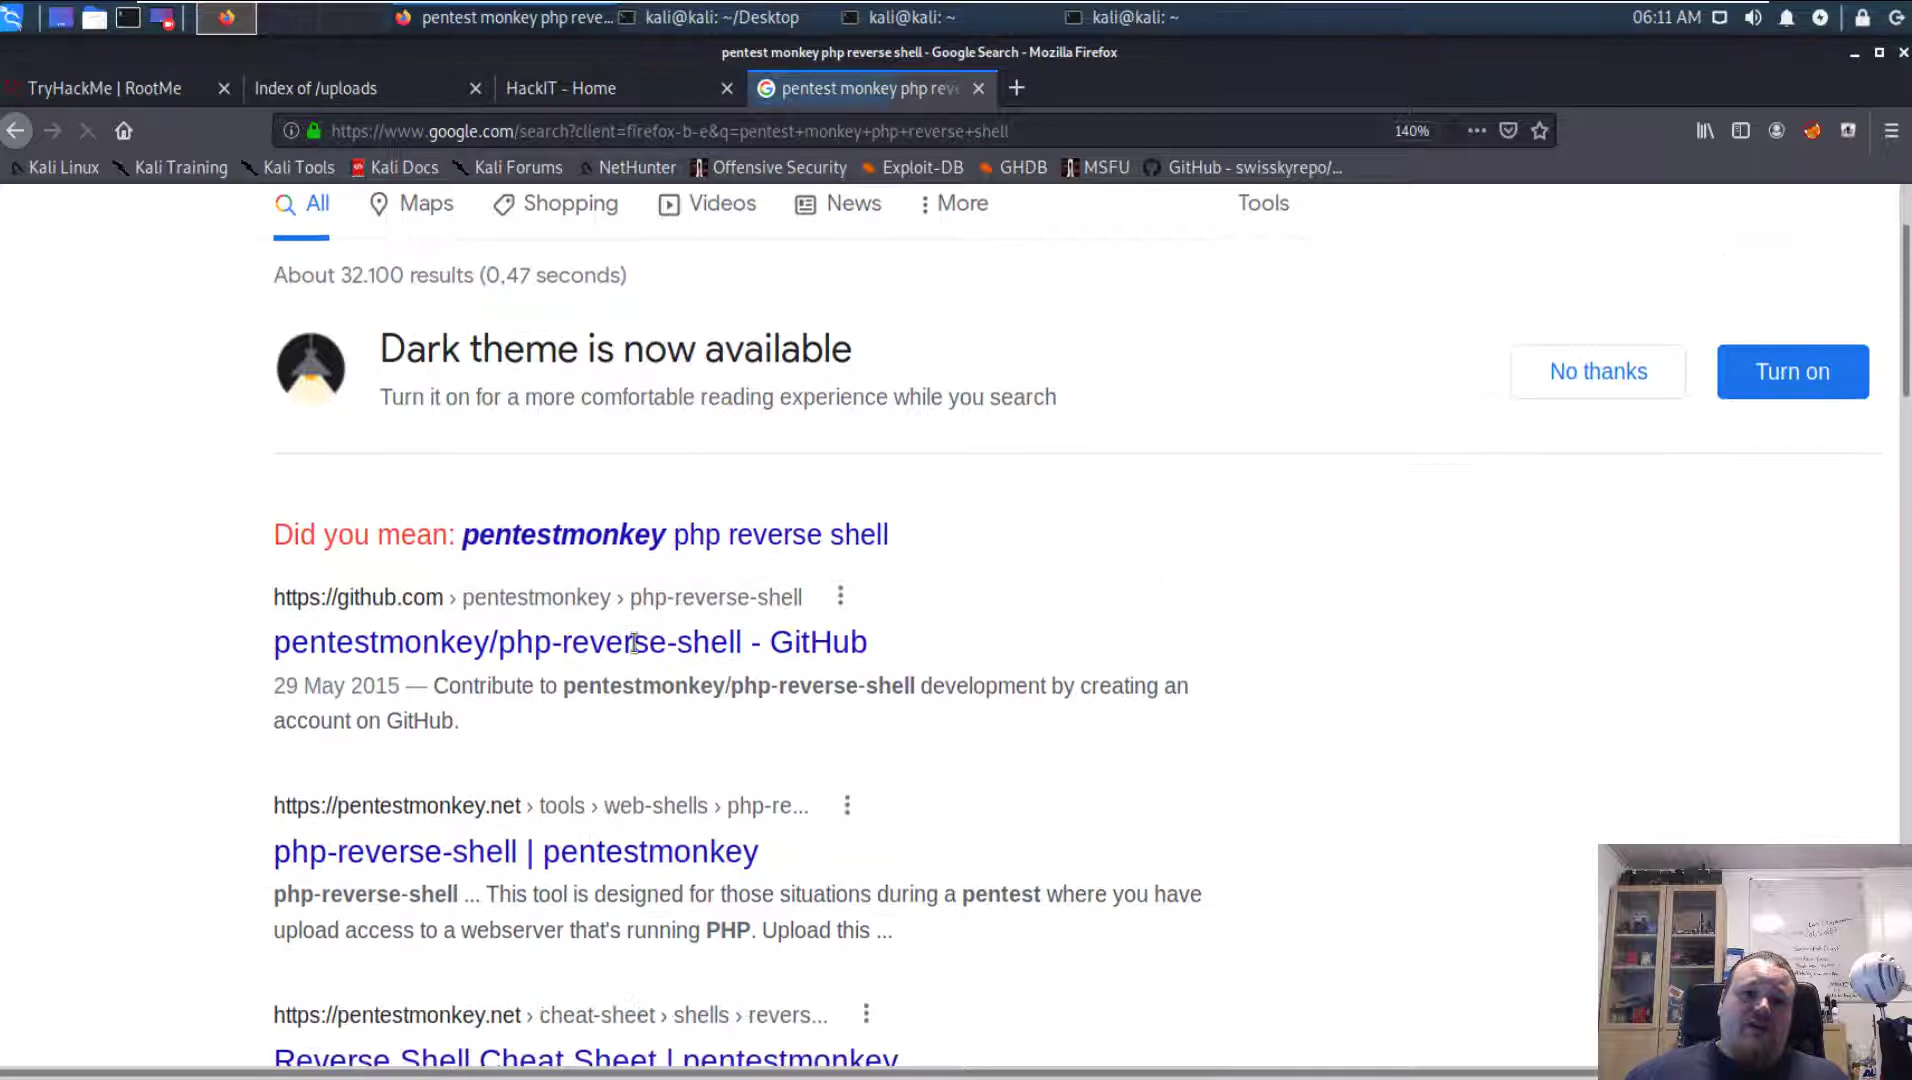 pentest monkey php reve...
kali@kali: ~/Desktop
kali@kali: ~
kali@kali: ~
06:11 AM
pentest monkey php reverse shell - Google Search - Mozilla Firefox
TryHackMe | RootMe
Index of /uploads
HackIT - Home
pentest monkey php rev
https://www.google.com/search?client=firefox-b-e&q=pentest+monkey+php+reverse+shell
140%
Kali Linux
Kali Training
Kali Tools
Kali Docs
Kali Forums
NetHunter
Offensive Security
Exploit-DB
GHDB
MSFU
GitHub - swisskyrepo/...
All
Maps
Shopping
Videos
News
More
Tools
About 32.100 results (0,47 seconds)
Dark theme is now available
Turn it on for a more comfortable reading experience while you search
No thanks
Turn on
Did you mean: pentestmonkey php reverse shell
https://github.com › pentestmonkey › php-reverse-shell
pentestmonkey/php-reverse-shell - GitHub
29 May 2015 — Contribute to pentestmonkey/php-reverse-shell development by creating an
account on GitHub.
https://pentestmonkey.net › tools › web-shells › php-re...
php-reverse-shell | pentestmonkey
php-reverse-shell ... This tool is designed for those situations during a pentest where you have
upload access to a webserver that's running PHP. Upload this ...
https://pentestmonkey.net › cheat-sheet › shells › revers...
Reverse Shell Cheat Sheet | pentestmonkey